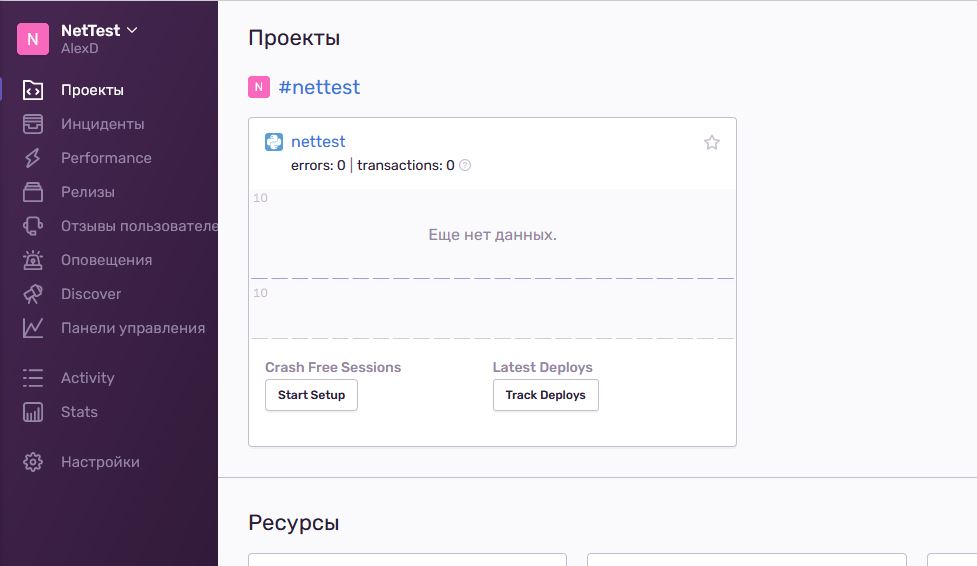 N
NetTest
AlexD
Проекты
Инциденты
Performance
Релизы
Отзывы пользователе
Оповещения
Discover
Панели управления
Activity
Stats
Настройки
Проекты
N #nettest
nettest
errors: 0 | transactions: 0 ?
10
Еще нет данных.
10
Crash Free Sessions
Latest Deploys
Start Setup
Track Deploys
Ресурсы